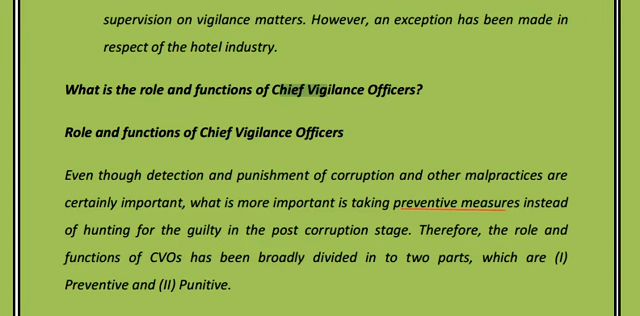 supervision on vigilance matters. However, an exception has been made in
respect of the hotel industry.
What is the role and functions of Chief Vigilance Officers?
Role and functions of Chief Vigilance Officers
Even though detection and punishment of corruption and other malpractices are
certainly important, what is more important is taking preventive measures instead
of hunting for the guilty in the post corruption stage. Therefore, the role and
functions of CVOs has been broadly divided in to two parts, which are (I)
Preventive and (II) Punitive.